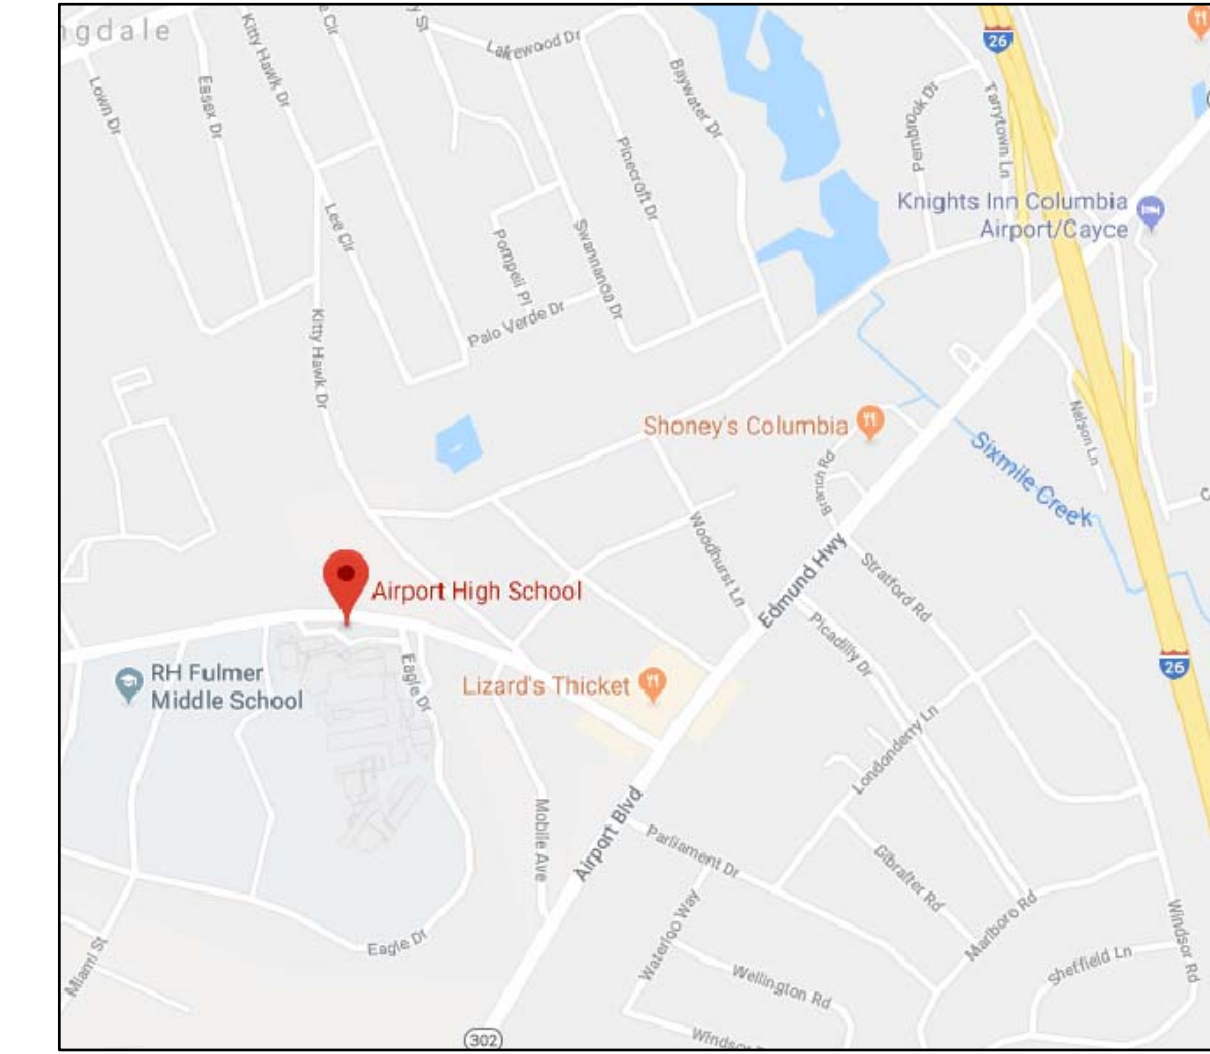 gdale
Kitty Hawk Dr
Lakewood Dr
26
Lown Dr
Essex Dr
Baywater Dr
Pembrook Dr
Tarrytown Ln
Pinecroft Dr
Knights Inn Columbia
Airport/Cayce
Lee Cir
Pompeii Pl
Swannanoa Dr
Palo Verde Dr
Kitty Hawk Dr
Shoney's Columbia
Nelson Ln
Branch Rd
Sixmile Creek
Woodhurst Ln
Edmund Hwy
Stratford Rd
Airport High School
Picadilly Dr
RH Fulmer
Middle School
Eagle Dr
Lizard's Thicket
26
Londonderry Ln
Mobile Ave
Airport Blvd
Parliament Dr
Gibralter Rd
Marlboro Rd
Windsor Rd
Miami St
Eagle Dr
Waterloo Way
Wellington Rd
Sheffield Ln
302